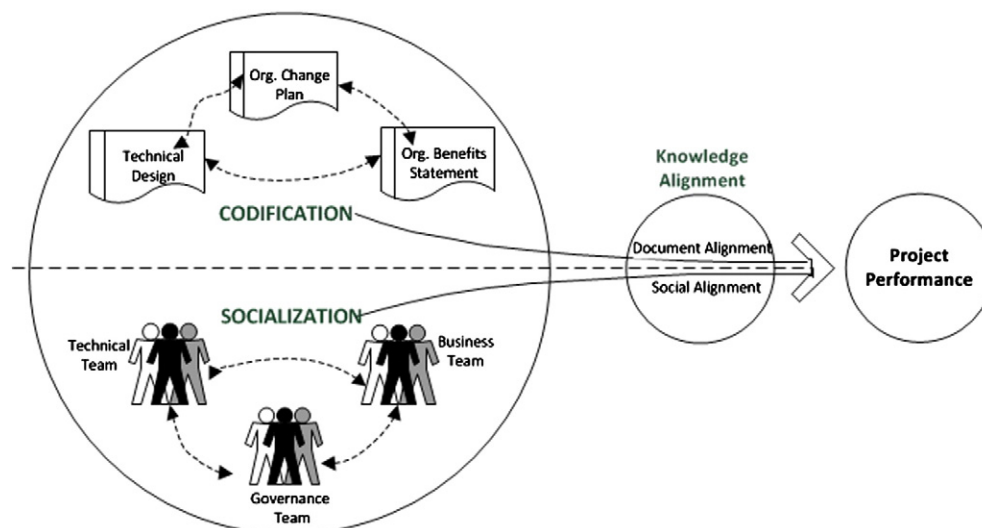 Org. Change
Plan
Technical
Design
Org. Benefits
Statement
CODIFICATION
Knowledge
Alignment
Document Alignment
Social Alignment
Project
Performance
SOCIALIZATION
Technical
Team
Business
Team
Governance
Team